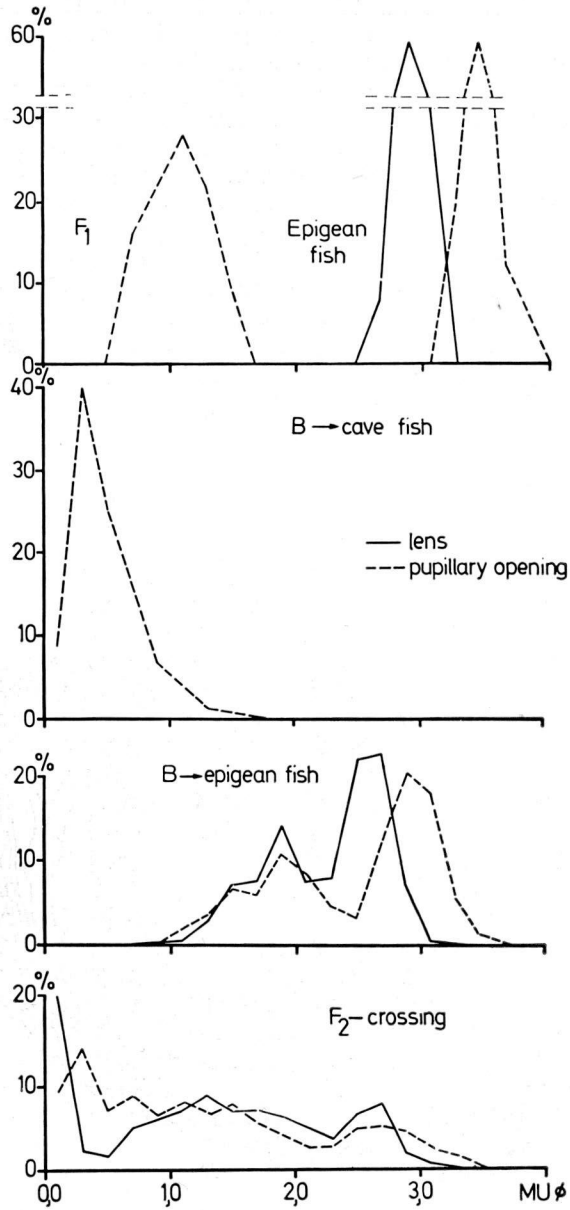 %
60
30
20
10
0
F1
Epigean
fish
%
40
30
20
10
0
B → cave fish
lens
pupillary opening
%
20
10
0
B → epigean fish
%
20
10
0
F2-crossing
0,0 1,0 2,0 3,0 MU ø